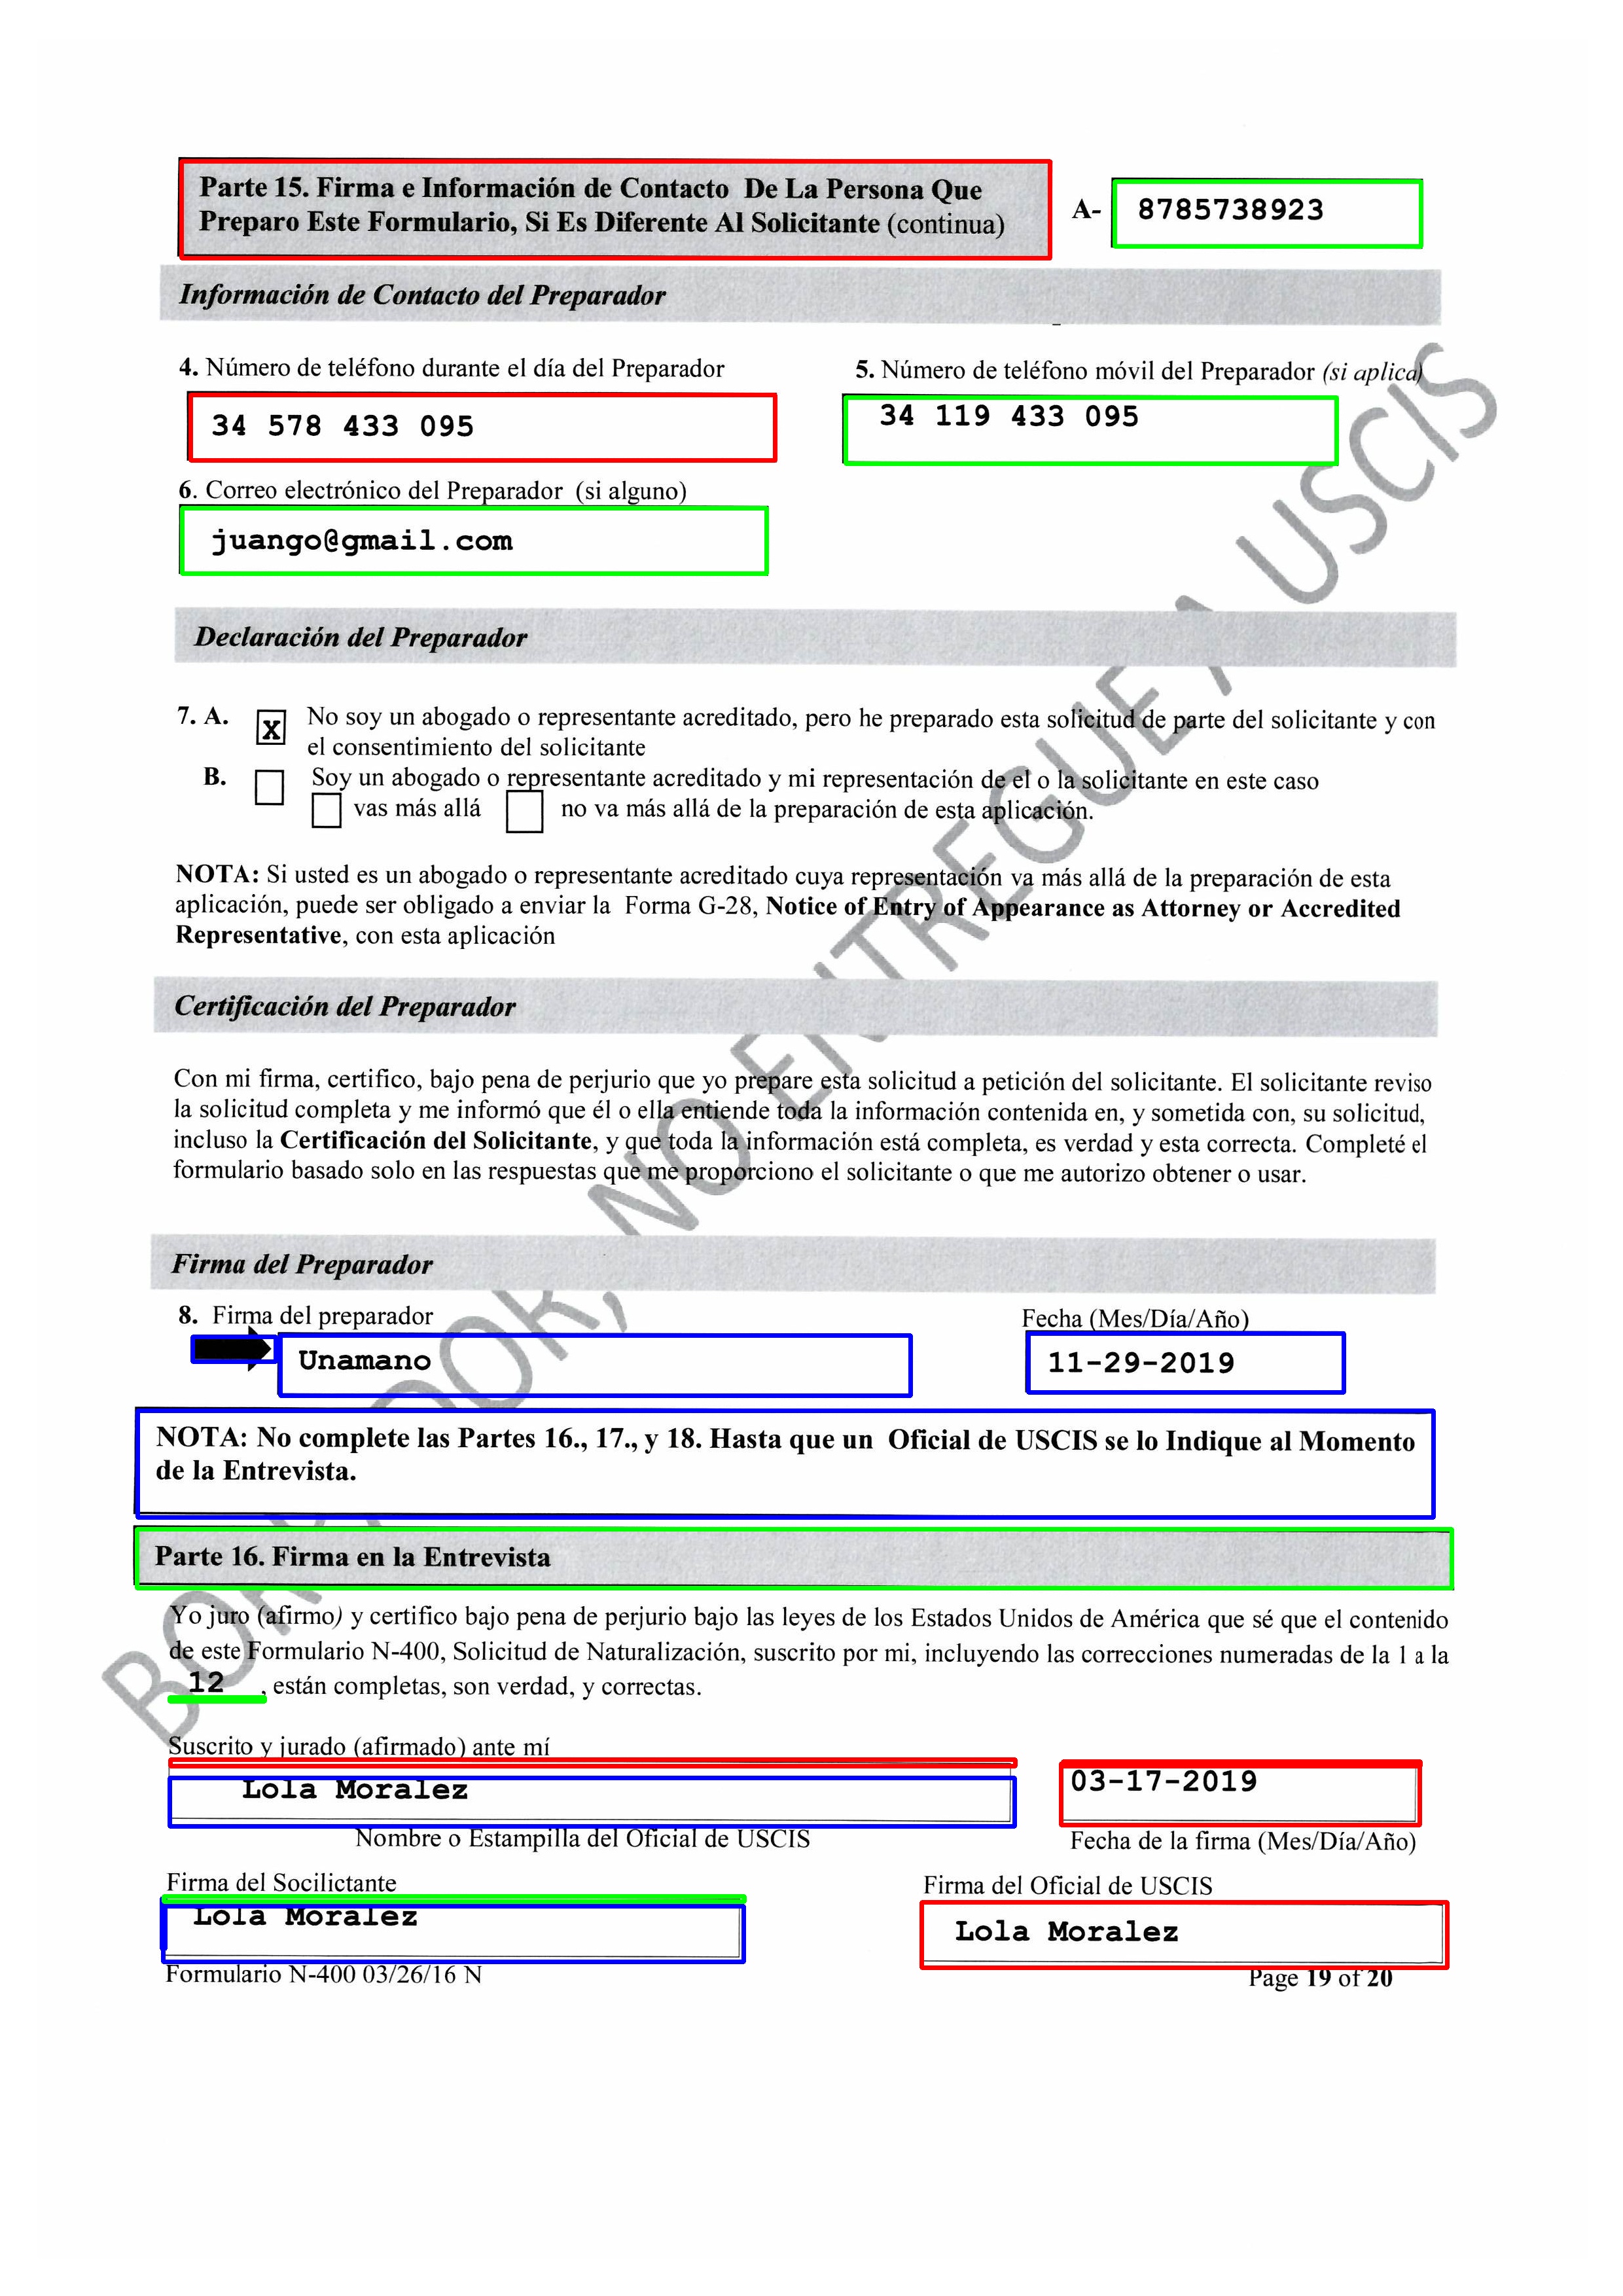 Parte 15. Firma e Información de Contacto  De La Persona Que
Preparo Este Formulario, Si Es Diferente Al Solicitante (continua)
A- 8785738923
Información de Contacto del Preparador
4. Número de teléfono durante el día del Preparador
34 578 433 095
5. Número de teléfono móvil del Preparador (si aplica)
34 119 433 095
6. Correo electrónico del Preparador  (si alguno)
juango@gmail.com
Declaración del Preparador
7. A. X No soy un abogado o representante acreditado, pero he preparado esta solicitud de parte del solicitante y con
el consentimiento del solicitante
B. Soy un abogado o representante acreditado y mi representación de el o la solicitante en este caso
vas más allá no va más allá de la preparación de esta aplicación.
NOTA: Si usted es un abogado o representante acreditado cuya representación va más allá de la preparación de esta
aplicación, puede ser obligado a enviar la  Forma G-28, Notice of Entry of Appearance as Attorney or Accredited
Representative, con esta aplicación
Certificación del Preparador
Con mi firma, certifico, bajo pena de perjurio que yo prepare esta solicitud a petición del solicitante. El solicitante reviso
la solicitud completa y me informó que él o ella entiende toda la información contenida en, y sometida con, su solicitud,
incluso la Certificación del Solicitante, y que toda la información está completa, es verdad y esta correcta. Completé el
formulario basado solo en las respuestas que me proporciono el solicitante o que me autorizo obtener o usar.
Firma del Preparador
8. Firma del preparador
Unamano
Fecha (Mes/Día/Año)
11-29-2019
NOTA: No complete las Partes 16., 17., y 18. Hasta que un  Oficial de USCIS se lo Indique al Momento
de la Entrevista.
Parte 16. Firma en la Entrevista
Yo juro (afirmo) y certifico bajo pena de perjurio bajo las leyes de los Estados Unidos de América que sé que el contenido
de este Formulario N-400, Solicitud de Naturalización, suscrito por mi, incluyendo las correcciones numeradas de la 1 a la
12 , están completas, son verdad, y correctas.
Suscrito y jurado (afirmado) ante mí
Lola Moralez
Nombre o Estampilla del Oficial de USCIS
03-17-2019
Fecha de la firma (Mes/Día/Año)
Firma del Socilictante
Lola Moralez
Firma del Oficial de USCIS
Lola Moralez
Formulario N-400 03/26/16 N
Page 19 of 20
BORRADOR, NO ENTREGUE A USCIS